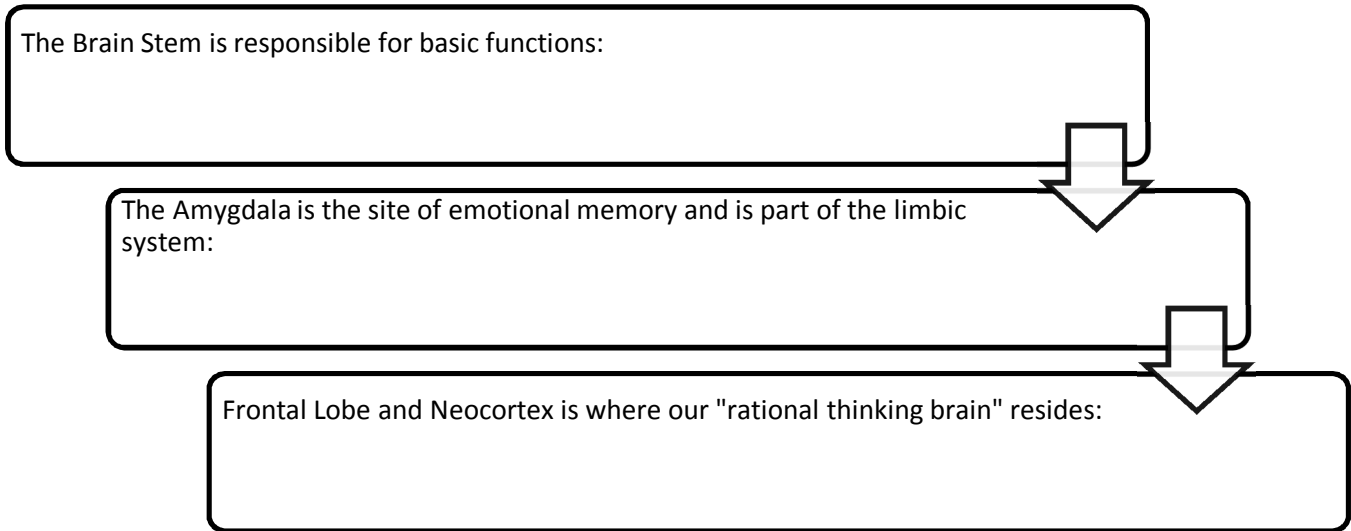 The Brain Stem is responsible for basic functions:
The Amygdala is the site of emotional memory and is part of the limbic
system:
Frontal Lobe and Neocortex is where our "rational thinking brain" resides: